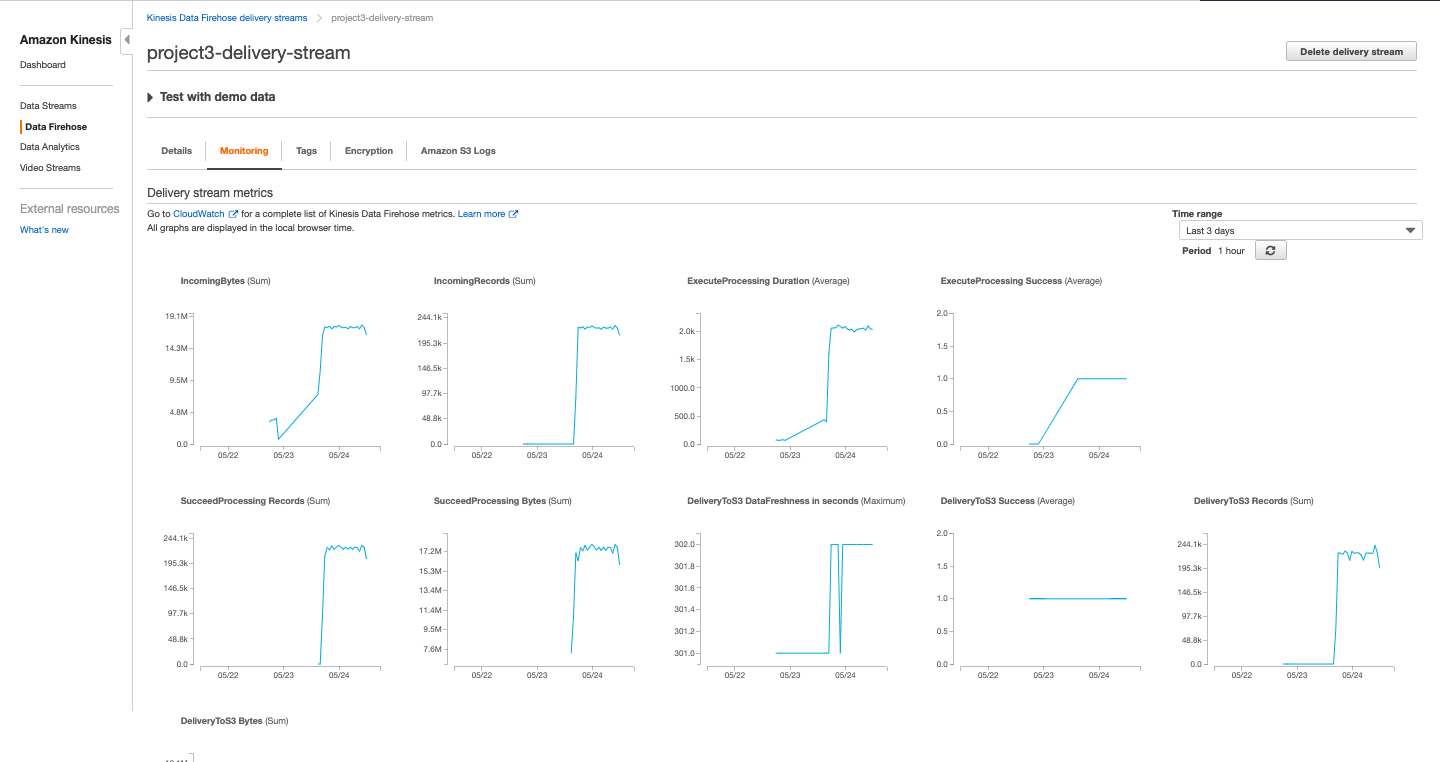 Kinesis Data Firehose delivery streams project3-delivery-stream
Amazon Kinesis
Dashboard
Data Streams
Data Firehose
Data Analytics
Video Streams
External resources
What's new
project3-delivery-stream
Delete delivery stream
Test with demo data
Details Monitoring Tags Encryption Amazon S3 Logs
Delivery stream metrics
Go to CloudWatch for a complete list of Kinesis Data Firehose metrics. Learn more
All graphs are displayed in the local browser time.
Time range
Last 3 days
Period 1 hour
IncomingBytes (Sum)
19.1M
14.3M
9.5M
4.8M
0.0
05/22 05/23 05/24
IncomingRecords (Sum)
244.1k
195.3k
146.5k
97.7k
48.8k
0.0
05/22 05/23 05/24
ExecuteProcessing Duration (Average)
2.0k
1.5k
1000.0
500.0
0.0
05/22 05/23 05/24
ExecuteProcessing Success (Average)
2.0
1.5
1.0
0.5
0.0
05/22 05/23 05/24
SucceedProcessing Records (Sum)
244.1k
195.3k
146.5k
97.7k
48.8k
0.0
05/22 05/23 05/24
SucceedProcessing Bytes (Sum)
17.2M
15.3M
13.4M
11.4M
9.5M
7.6M
05/22 05/23 05/24
DeliveryToS3 DataFreshness in seconds (Maximum)
302.0
301.8
301.6
301.4
301.2
301.0
05/22 05/23 05/24
DeliveryToS3 Success (Average)
2.0
1.5
1.0
0.5
0.0
05/22 05/23 05/24
DeliveryToS3 Records (Sum)
244.1k
195.3k
146.5k
97.7k
48.8k
0.0
05/22 05/23 05/24
DeliveryToS3 Bytes (Sum)